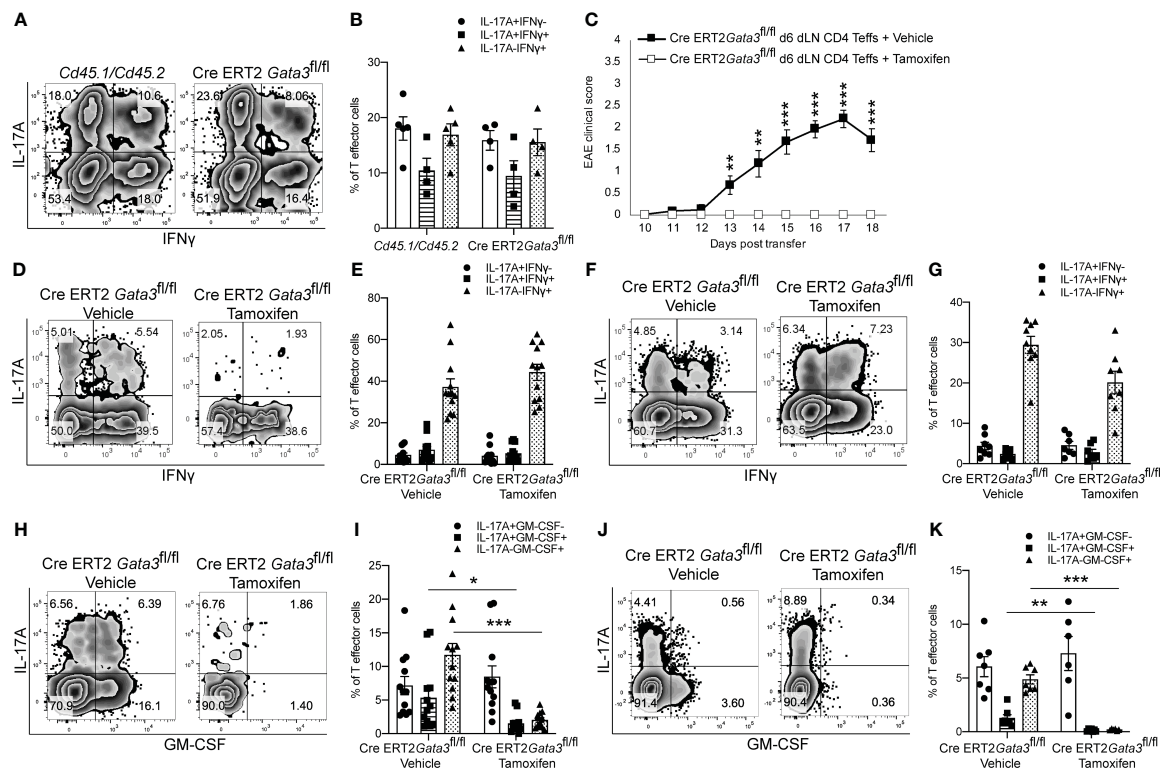 A
Cd45.1/Cd45.2
Cre ERT2 Gata3fl/fl
18.0
10.6
53.4
18.0
23.6
8.06
51.9
16.4
IL-17A
IFNγ
B
IL-17A+IFNγ-
IL-17A+IFNγ+
IL-17A-IFNγ+
% of T effector cells
30
20
10
0
Cd45.1/Cd45.2
Cre ERT2Gata3fl/fl
C
Cre ERT2Gata3fl/fl d6 dLN CD4 Teffs + Vehicle
Cre ERT2Gata3fl/fl d6 dLN CD4 Teffs + Tamoxifen
EAE clinical score
4
3.5
3
2.5
2
1.5
1
0.5
0
** ** *** *** **** ***
10 11 12 13 14 15 16 17 18
Days post transfer
D
Cre ERT2 Gata3fl/fl
Vehicle
Cre ERT2 Gata3fl/fl
Tamoxifen
5.01
5.54
50.0
39.5
2.05
1.93
57.4
38.6
IL-17A
IFNγ
E
IL-17A+IFNγ-
IL-17A+IFNγ+
IL-17A-IFNγ+
% of T effector cells
80
60
40
20
0
Cre ERT2Gata3fl/fl
Vehicle
Cre ERT2Gata3fl/fl
Tamoxifen
F
Cre ERT2 Gata3fl/fl
Vehicle
Cre ERT2 Gata3fl/fl
Tamoxifen
4.85
3.14
60.7
31.3
6.34
7.23
63.5
23.0
IL-17A
IFNγ
G
IL-17A+IFNγ-
IL-17A+IFNγ+
IL-17A-IFNγ+
% of T effector cells
40
30
20
10
0
Cre ERT2Gata3fl/fl
Vehicle
Cre ERT2Gata3fl/fl
Tamoxifen
H
Cre ERT2 Gata3fl/fl
Vehicle
Cre ERT2 Gata3fl/fl
Tamoxifen
6.56
6.39
70.9
16.1
6.76
1.86
90.0
1.40
IL-17A
GM-CSF
I
IL-17A+GM-CSF-
IL-17A+GM-CSF+
IL-17A-GM-CSF+
% of T effector cells
25
20
15
10
5
0
*
***
Cre ERT2Gata3fl/fl
Vehicle
Cre ERT2Gata3fl/fl
Tamoxifen
J
Cre ERT2 Gata3fl/fl
Vehicle
Cre ERT2 Gata3fl/fl
Tamoxifen
4.41
0.56
91.4
3.60
8.89
0.34
90.4
0.36
IL-17A
GM-CSF
K
IL-17A+GM-CSF-
IL-17A+GM-CSF+
IL-17A-GM-CSF+
% of T effector cells
15
10
5
0
***
**
Cre ERT2Gata3fl/fl
Vehicle
Cre ERT2 Gata3fl/fl
Tamoxifen